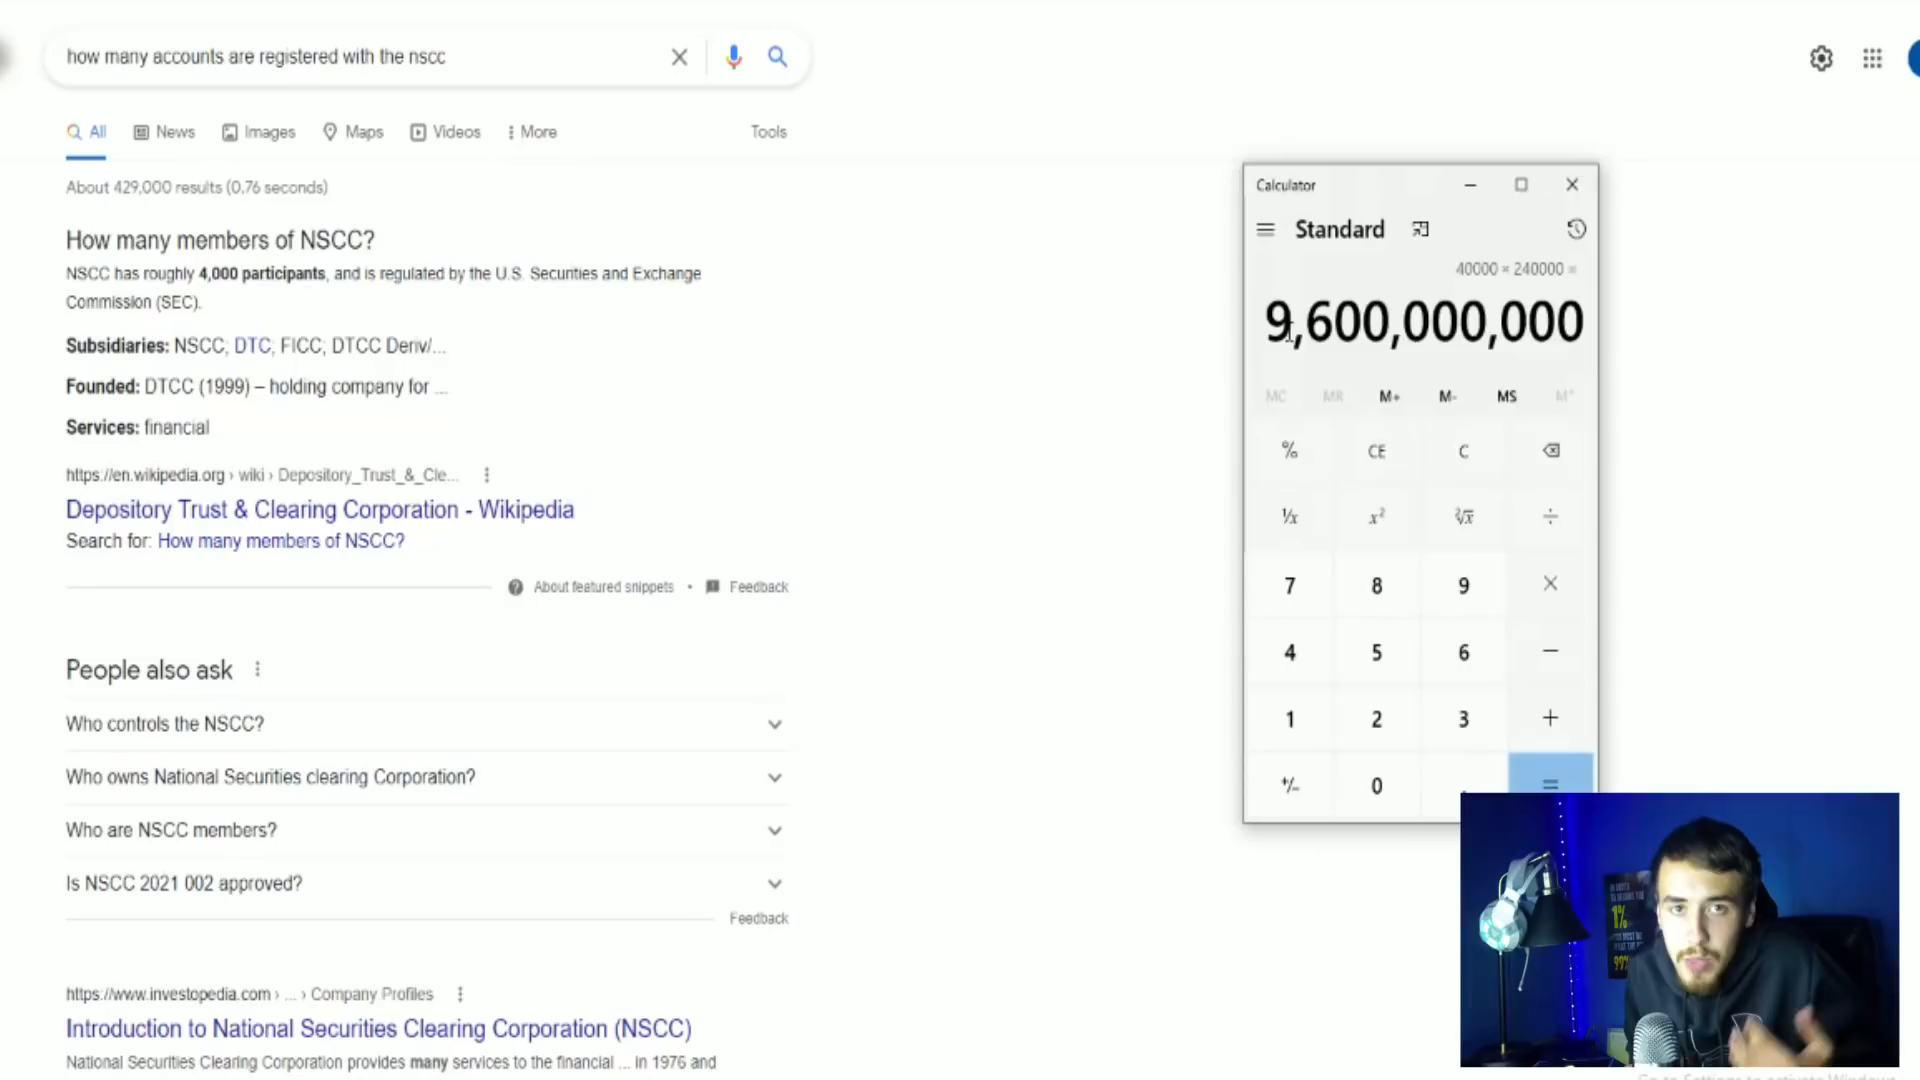 how many accounts are registered with the nscc
All News Images Maps Videos More Tools
About 429,000 results (0.76 seconds)
How many members of NSCC?
NSCC has roughly 4,000 participants, and is regulated by the U.S. Securities and Exchange
Commission (SEC).
Subsidiaries: NSCC; DTC, FICC; DTCC Deriv/...
Founded: DTCC (1999) – holding company for ...
Services: financial
https://en.wikipedia.org › wiki › Depository_Trust_&_Cle...
Depository Trust & Clearing Corporation - Wikipedia
Search for: How many members of NSCC?
About featured snippets • Feedback
People also ask
Who controls the NSCC?
Who owns National Securities clearing Corporation?
Who are NSCC members?
Is NSCC 2021 002 approved?
Feedback
https://www.investopedia.com › ... › Company Profiles
Introduction to National Securities Clearing Corporation (NSCC)
National Securities Clearing Corporation provides many services to the financial ... in 1976 and
Calculator
Standard
40000 × 240000 =
9,600,000,000
MC MR M+ M- MS M˅
% CE C
¹/x x² ²√x ÷
7 8 9 ×
4 5 6 −
1 2 3 +
+/− 0 . =
1%
99%